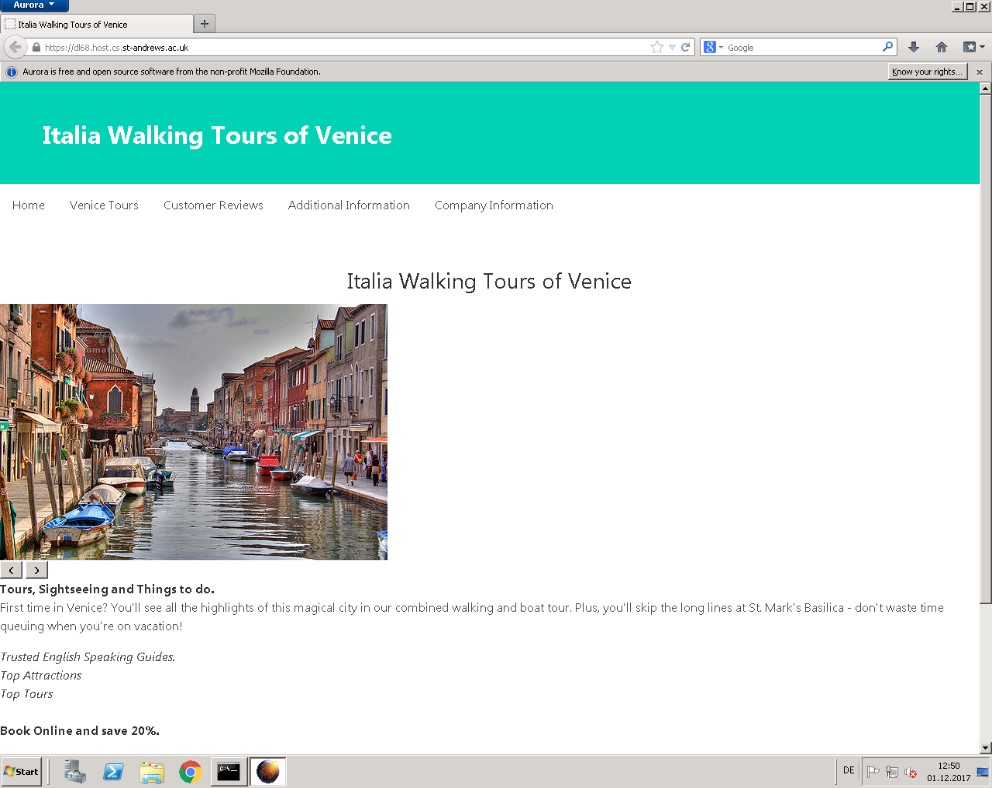 Aurora
Italia Walking Tours of Venice
https://dl68.host.cs.st-andrews.ac.uk
Google
Aurora is free and open source software from the non-profit Mozilla Foundation.
Know your rights...
Italia Walking Tours of Venice
Home Venice Tours Customer Reviews Additional Information Company Information
Italia Walking Tours of Venice
Tours, Sightseeing and Things to do.
First time in Venice? You'll see all the highlights of this magical city in our combined walking and boat tour. Plus, you'll skip the long lines at St. Mark's Basilica - don't waste time
queuing when you're on vacation!
Trusted English Speaking Guides.
Top Attractions
Top Tours
Book Online and save 20%.
Start
DE
12:50
01.12.2017